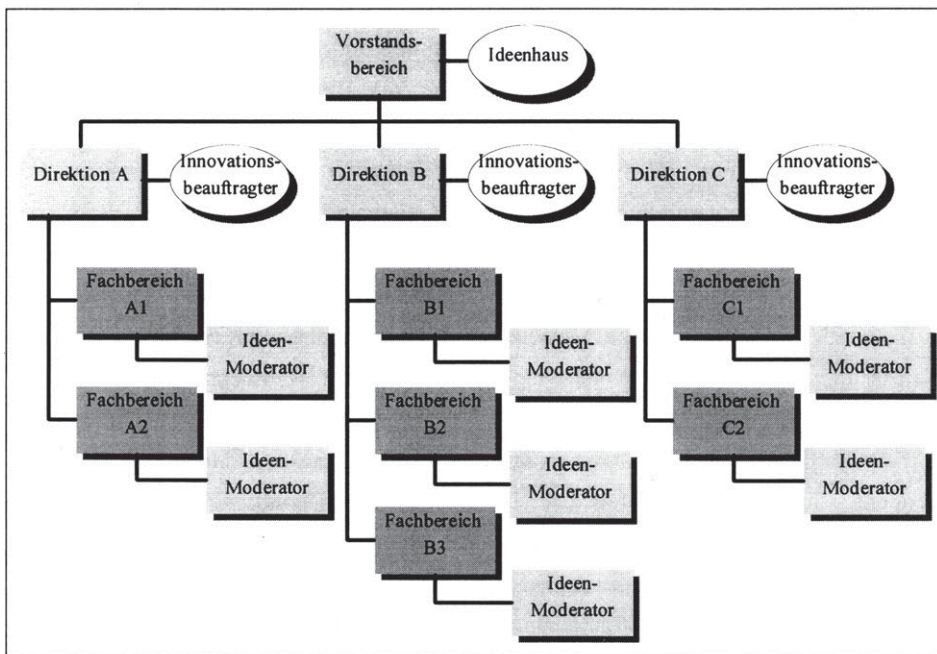 Vorstands-
bereich
Ideenhaus
Direktion A
Innovations-
beauftragter
Direktion B
Innovations-
beauftragter
Direktion C
Innovations-
beauftragter
Fachbereich
A1
Ideen-
Moderator
Fachbereich
A2
Ideen-
Moderator
Fachbereich
B1
Ideen-
Moderator
Fachbereich
B2
Ideen-
Moderator
Fachbereich
B3
Ideen-
Moderator
Fachbereich
C1
Ideen-
Moderator
Fachbereich
C2
Ideen-
Moderator